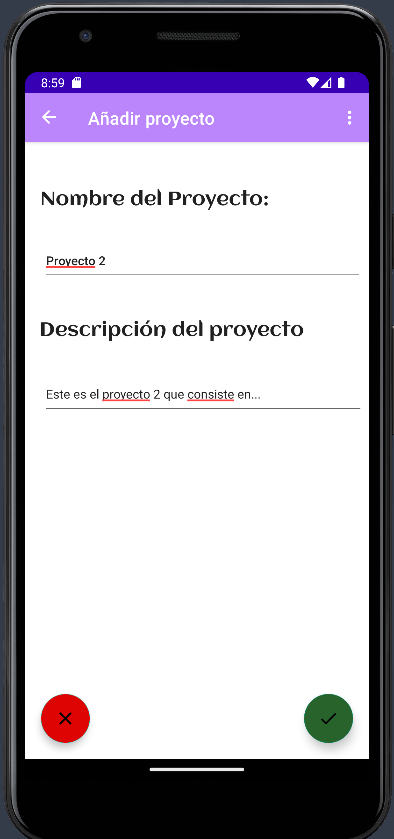 8:59
Añadir proyecto
Nombre del Proyecto:
Proyecto 2
Descripción del proyecto
Este es el proyecto 2 que consiste en...